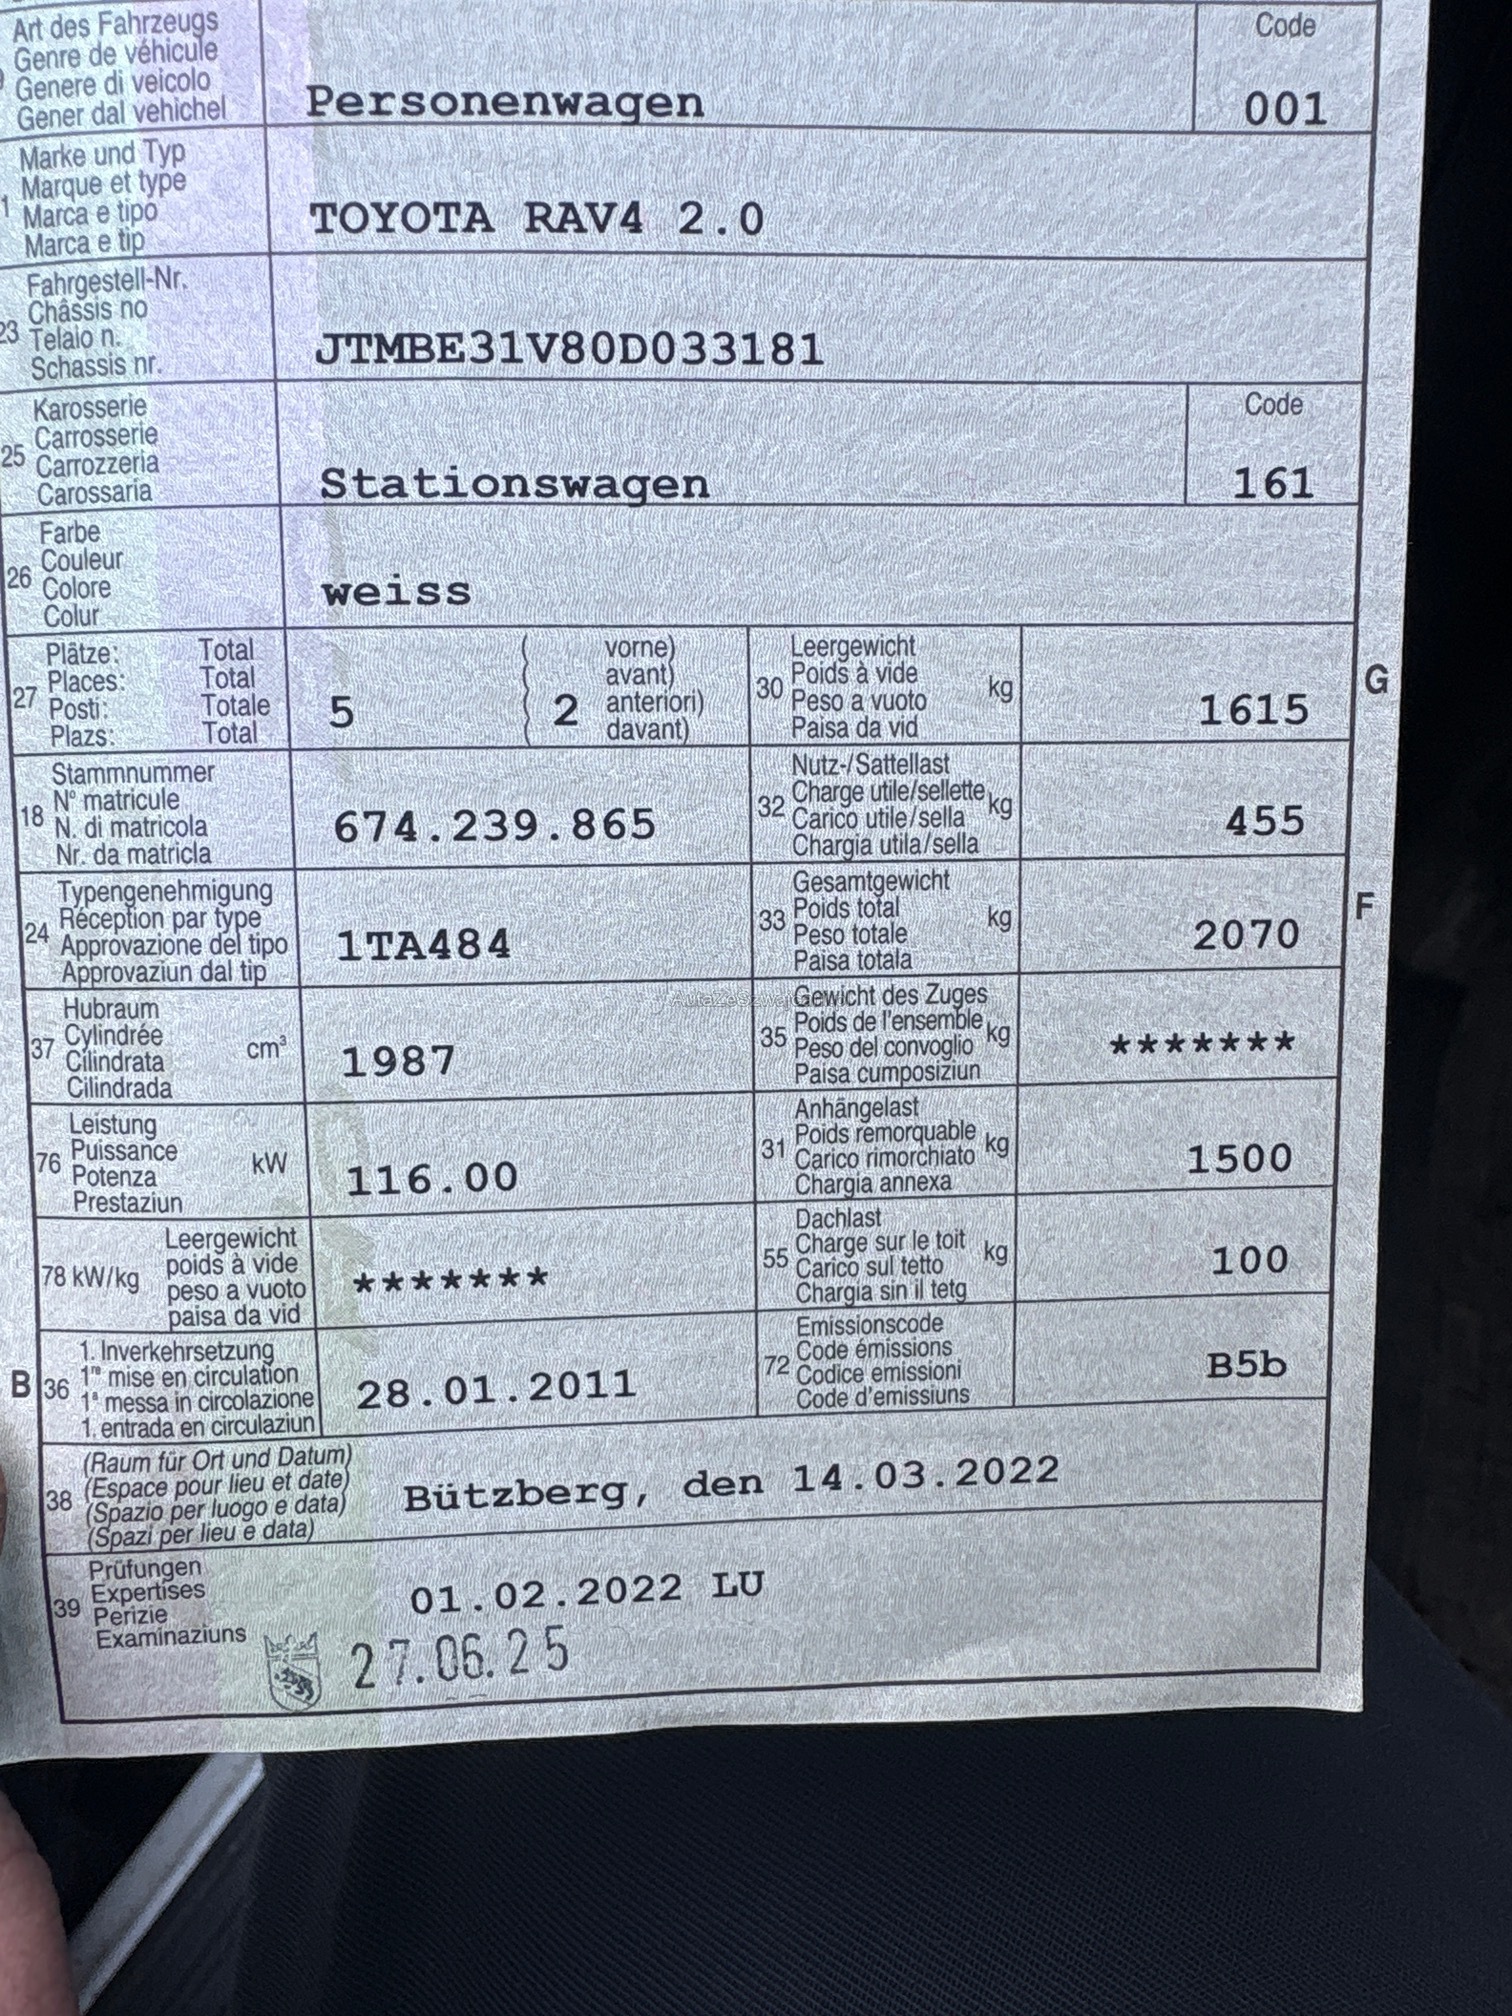 Art des Fahrzeugs
Genre de véhicule
Genere di veicolo
Gener dal vehichel
Personenwagen
Code
001
Marke und Typ
Marque et type
Marca e tipo
Marca e tip
TOYOTA RAV4 2.0
Fahrgestell-Nr.
Châssis no
23 Telaio n.
Schassis nr.
JTMBE31V80D033181
Karosserie
Carrosserie
25 Carrozzeria
Carossaria
Stationswagen
Code
161
Farbe
Couleur
26 Colore
Colur
weiss
Plätze: Total
27 Places: Total
Posti: Totale
Plazs: Total
5
( 2 vorne)
avant)
anteriori)
davant)
Leergewicht
30 Poids à vide kg
Peso a vuoto
Paisa da vid
1615
G
Stammnummer
18 N° matricule
N. di matricola
Nr. da matricla
674.239.865
Nutz-/Sattellast
32 Charge utile/sellette kg
Carico utile/sella
Chargia utila/sella
455
Typengenehmigung
24 Réception par type
Approvazione del tipo
Approvaziun dal tip
1TA484
Gesamtgewicht
33 Poids total kg
Peso totale
Paisa totala
2070
F
Hubraum
37 Cylindrée cm³
Cilindrata
Cilindrada
1987
Gewicht des Zuges
35 Poids de l'ensemble kg
Peso del convoglio
Paisa cumposiziun
*******
Leistung
76 Puissance kW
Potenza
Prestaziun
116.00
Anhängelast
31 Poids remorquable kg
Carico rimorchiato
Chargia annexa
1500
78 kW/kg
Leergewicht
poids à vide
peso a vuoto
paisa da vid
*******
Dachlast
55 Charge sur le toit kg
Carico sul tetto
Chargia sin il tetg
100
B 36
1. Inverkehrsetzung
1re mise en circulation
1a messa in circolazione
1. entrada en circulaziun
28.01.2011
Emissionscode
72 Code émissions
Codice emissioni
Code d'emissiuns
B5b
(Raum für Ort und Datum)
38 (Espace pour lieu et date)
(Spazio per luogo e data)
(Spazi per lieu e data)
Bützberg, den 14.03.2022
Prüfungen
39 Expertises
Perizie
Examinaziuns
01.02.2022 LU
27.06.25